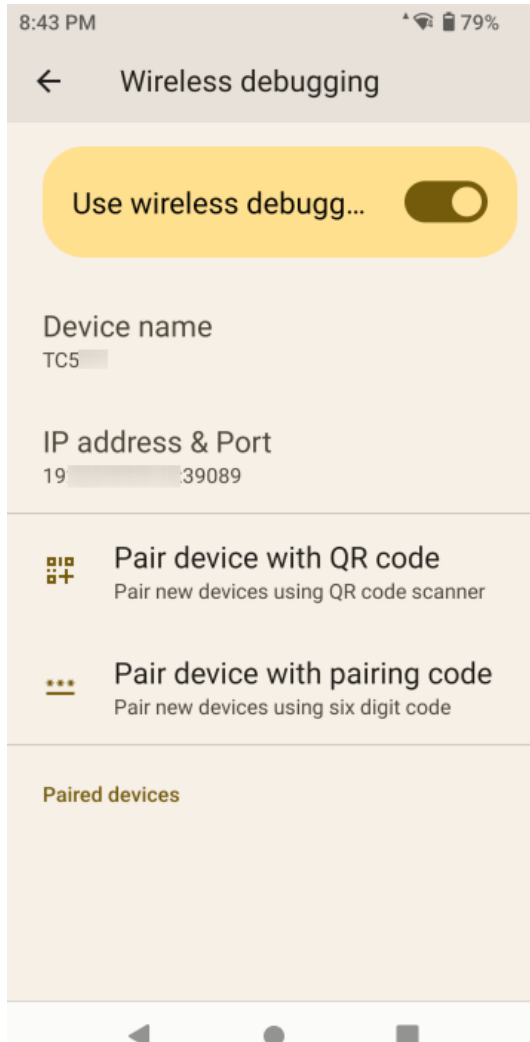 8:43 PM 79%
Wireless debugging
Use wireless debugg...
Device name
TC5
IP address & Port
19 :39089
Pair device with QR code
Pair new devices using QR code scanner
Pair device with pairing code
Pair new devices using six digit code
Paired devices